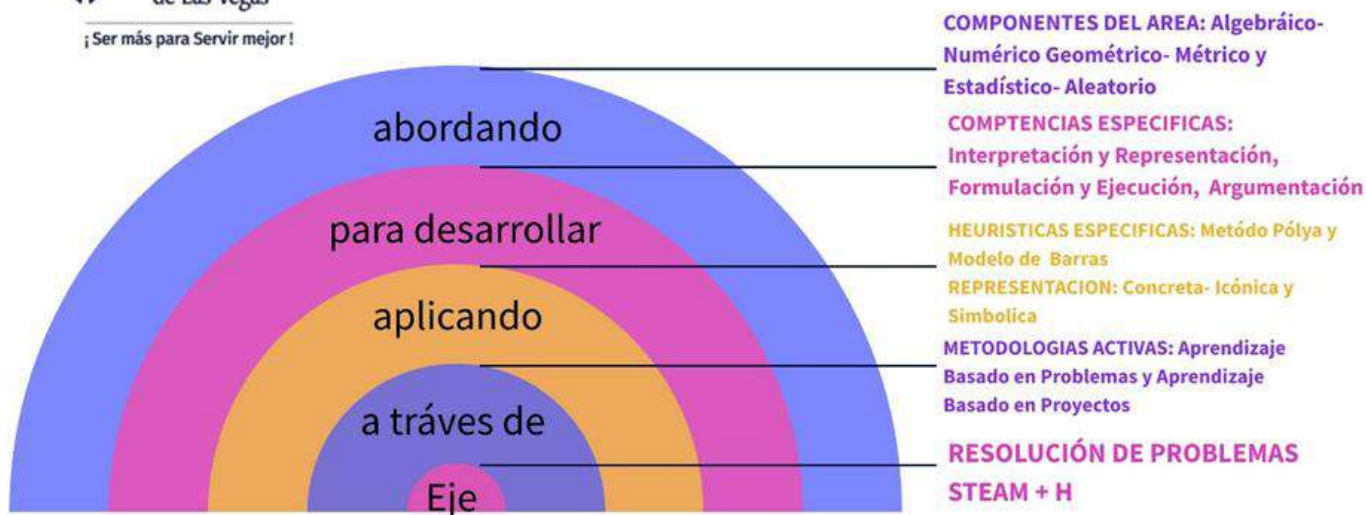 de Las Vegas
¡ Ser más para Servir mejor !
abordando
para desarrollar
aplicando
a tráves de
Eje
COMPONENTES DEL AREA: Algebráico-
Numérico Geométrico- Métrico y
Estadístico- Aleatorio
COMPTENCIAS ESPECIFICAS:
Interpretación y Representación,
Formulación y Ejecución, Argumentación
HEURISTICAS ESPECIFICAS: Metódo Pólya y
Modelo de Barras
REPRESENTACION: Concreta- Icónica y
Simbolica
METODOLOGIAS ACTIVAS: Aprendizaje
Basado en Problemas y Aprendizaje
Basado en Proyectos
RESOLUCIÓN DE PROBLEMAS
STEAM + H